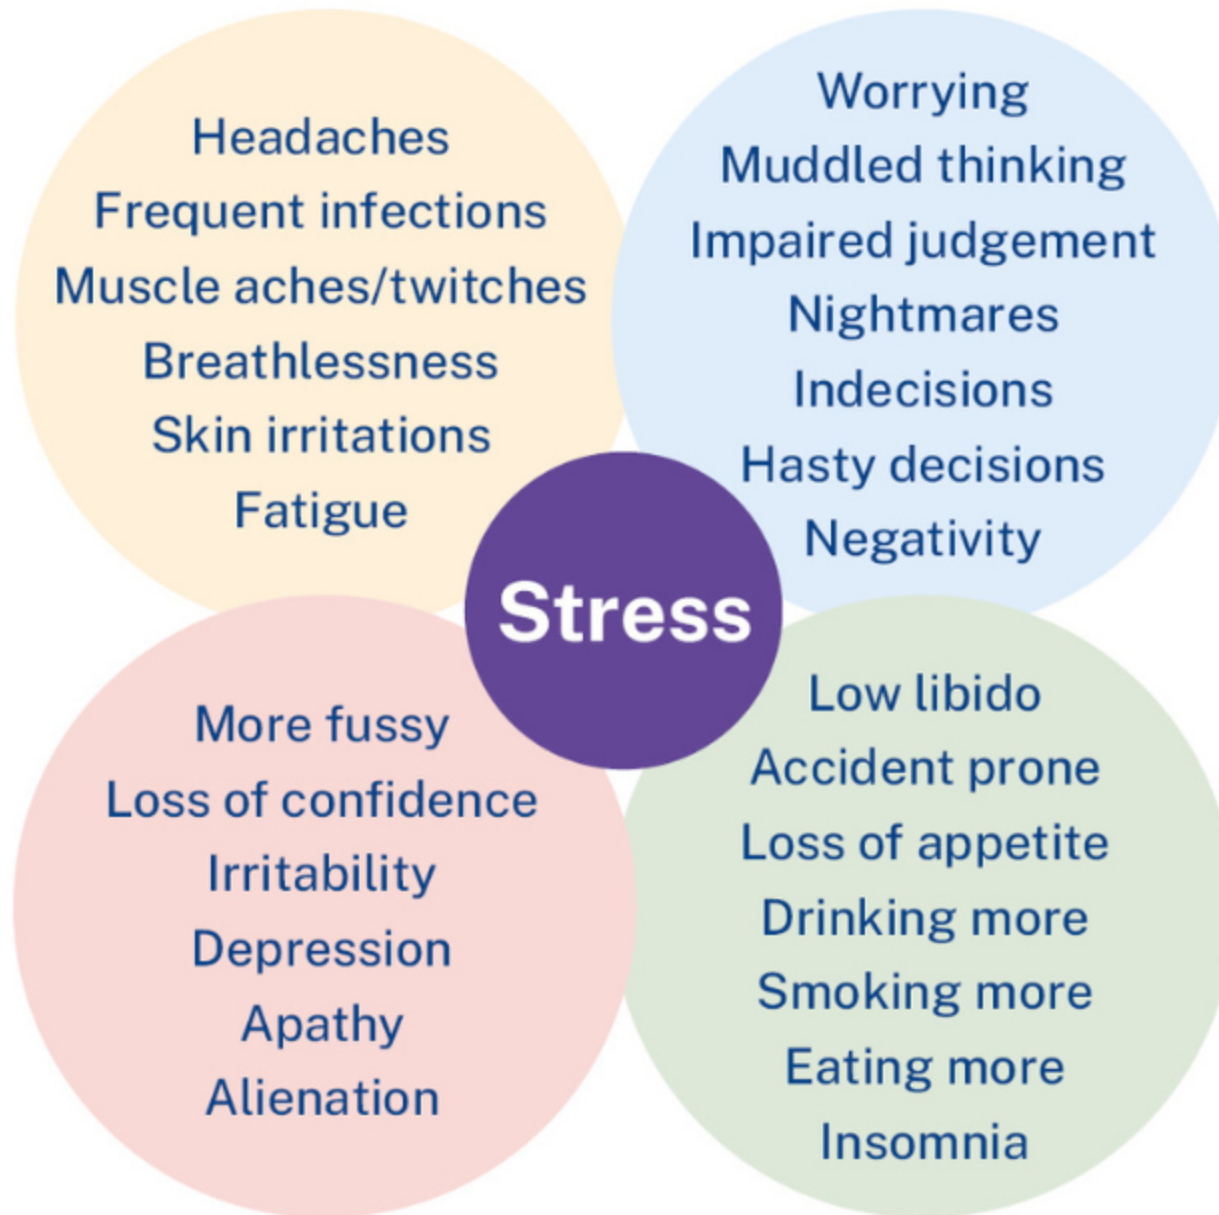 Headaches
Frequent infections
Muscle aches/twitches
Breathlessness
Skin irritations
Fatigue
Worrying
Muddled thinking
Impaired judgement
Nightmares
Indecisions
Hasty decisions
Negativity
Stress
More fussy
Loss of confidence
Irritability
Depression
Apathy
Alienation
Low libido
Accident prone
Loss of appetite
Drinking more
Smoking more
Eating more
Insomnia